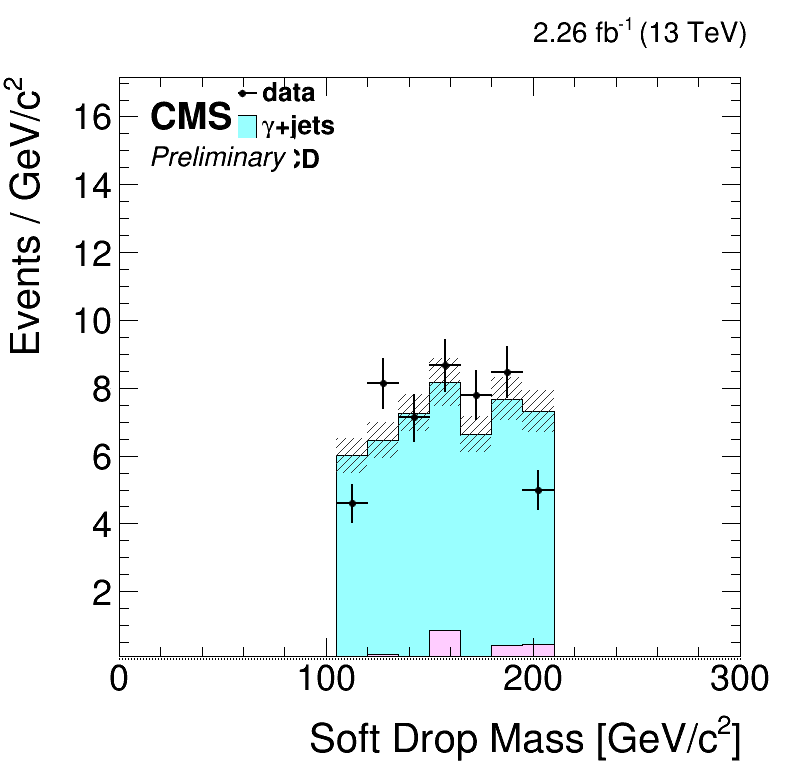 2.26 fb⁻¹ (13 TeV)
Events / GeV/c²
16
14
12
10
8
6
4
2
CMS
Preliminary
data
γ+jets
CD
0 100 200 300
Soft Drop Mass [GeV/c²]